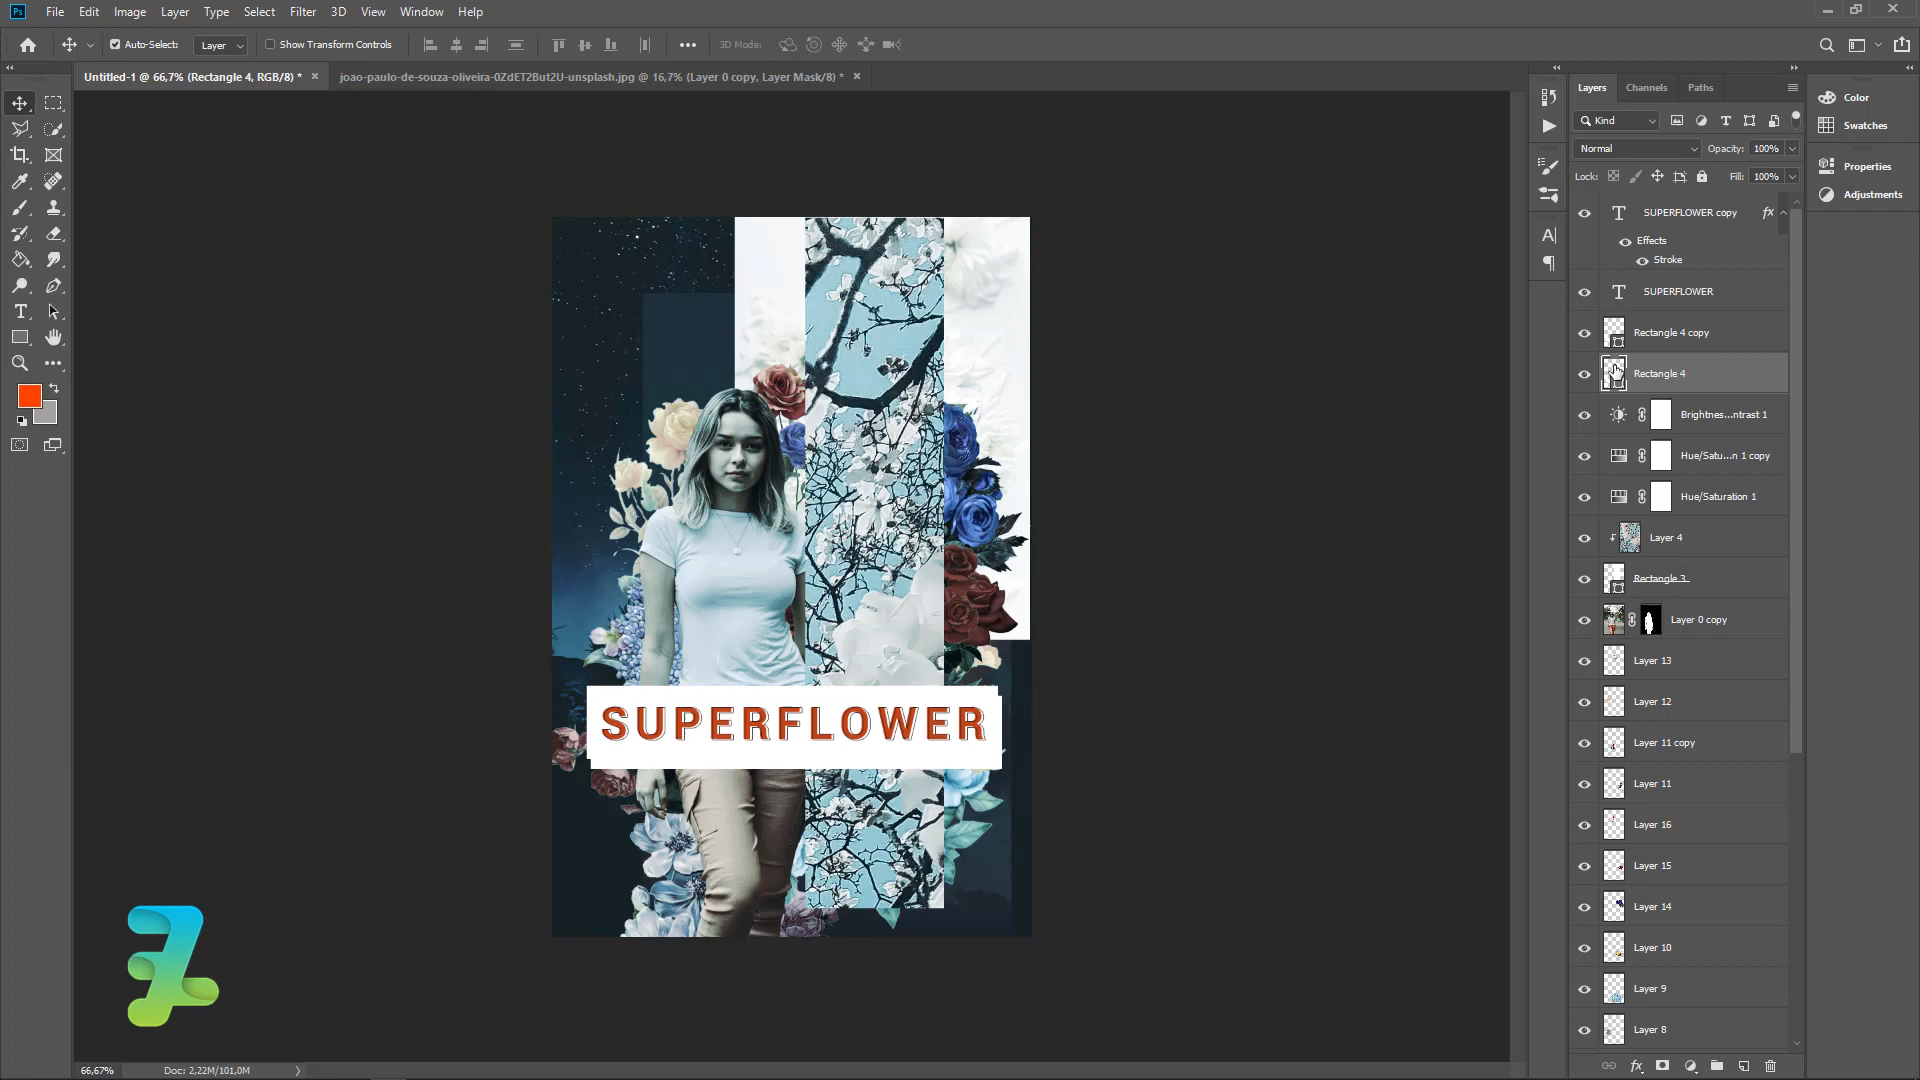 Ps File Edit Image Layer Type Select Filter 3D View Window Help
Auto-Select: Layer Show Transform Controls 3D Mode:
Untitled-1 @ 66,7% (Rectangle 4, RGB/8) * joao-paulo-de-souza-oliveira-0ZdET2But2U-unsplash.jpg @ 16,7% (Layer 0 copy, Layer Mask/8) *
Layers Channels Paths
Kind
Normal Opacity: 100%
Lock: Fill: 100%
SUPERFLOWER copy fx
Effects
Stroke
SUPERFLOWER
Rectangle 4 copy
Rectangle 4
Brightnes...ntrast 1
Hue/Satu...n 1 copy
Hue/Saturation 1
Layer 4
Rectangle 3
Layer 0 copy
Layer 13
Layer 12
Layer 11 copy
Layer 11
Layer 16
Layer 15
Layer 14
Layer 10
Layer 9
Layer 8
fx
Color
Swatches
Properties
Adjustments
SUPERFLOWER
66,67% Doc: 2,22M/101,0M